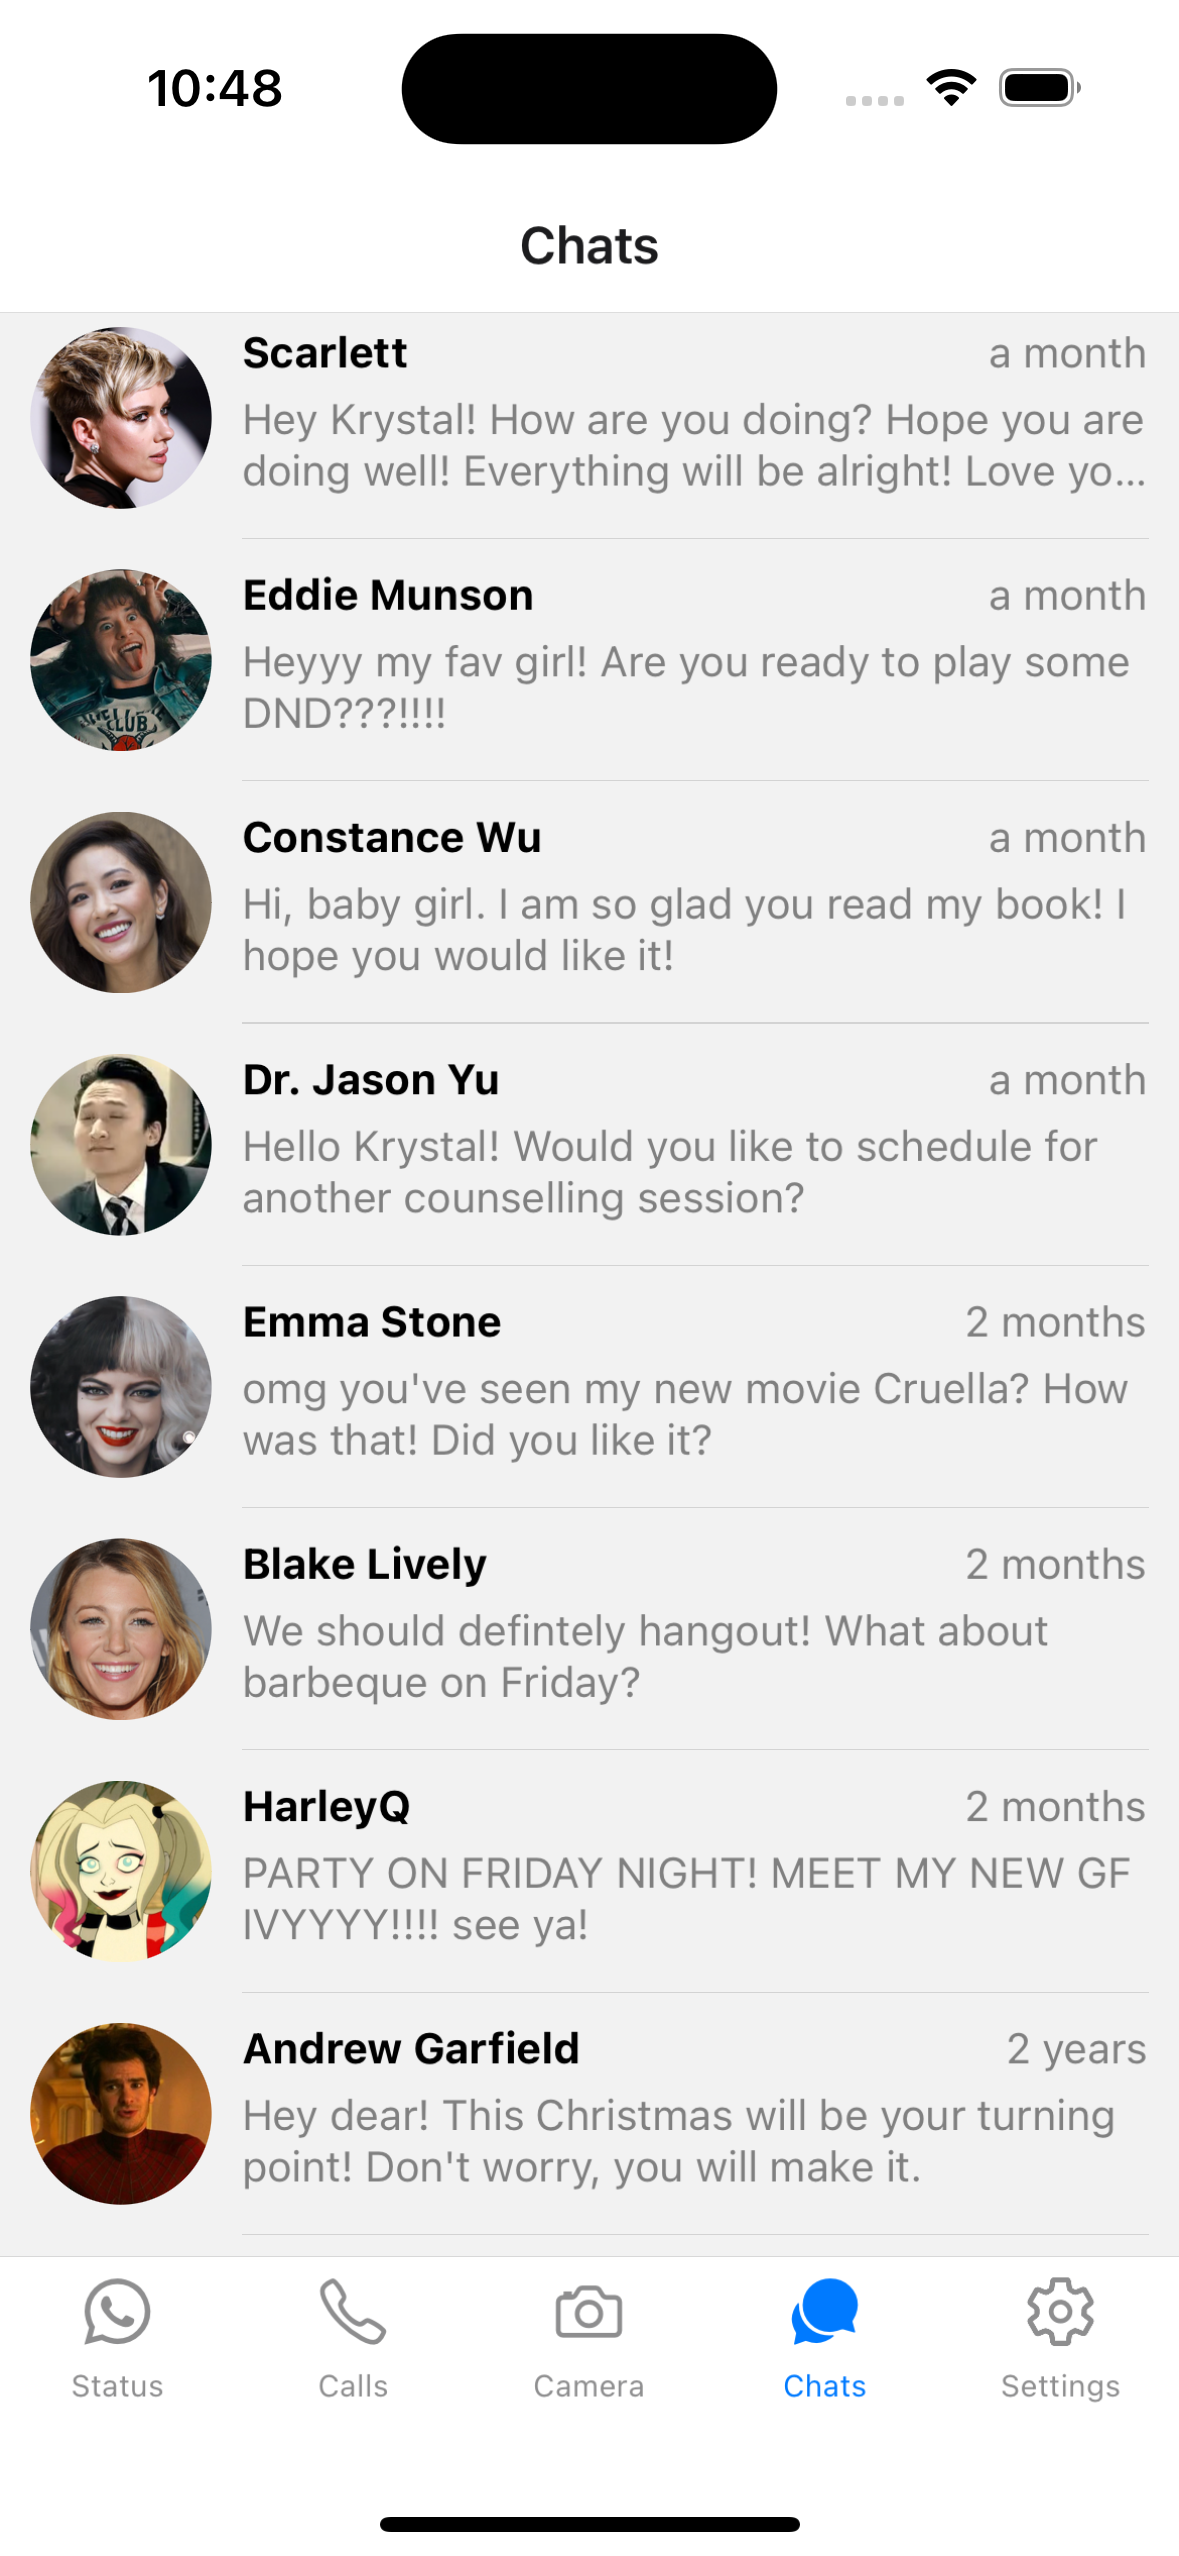 10:48
Chats
Scarlett
a month
Hey Krystal! How are you doing? Hope you are
doing well! Everything will be alright! Love yo...
Eddie Munson
a month
Heyyy my fav girl! Are you ready to play some
DND???!!!!
Constance Wu
a month
Hi, baby girl. I am so glad you read my book! I
hope you would like it!
Dr. Jason Yu
a month
Hello Krystal! Would you like to schedule for
another counselling session?
Emma Stone
2 months
omg you've seen my new movie Cruella? How
was that! Did you like it?
Blake Lively
2 months
We should defintely hangout! What about
barbeque on Friday?
HarleyQ
2 months
PARTY ON FRIDAY NIGHT! MEET MY NEW GF
IVYYYY!!!! see ya!
Andrew Garfield
2 years
Hey dear! This Christmas will be your turning
point! Don't worry, you will make it.
Status
Calls
Camera
Chats
Settings